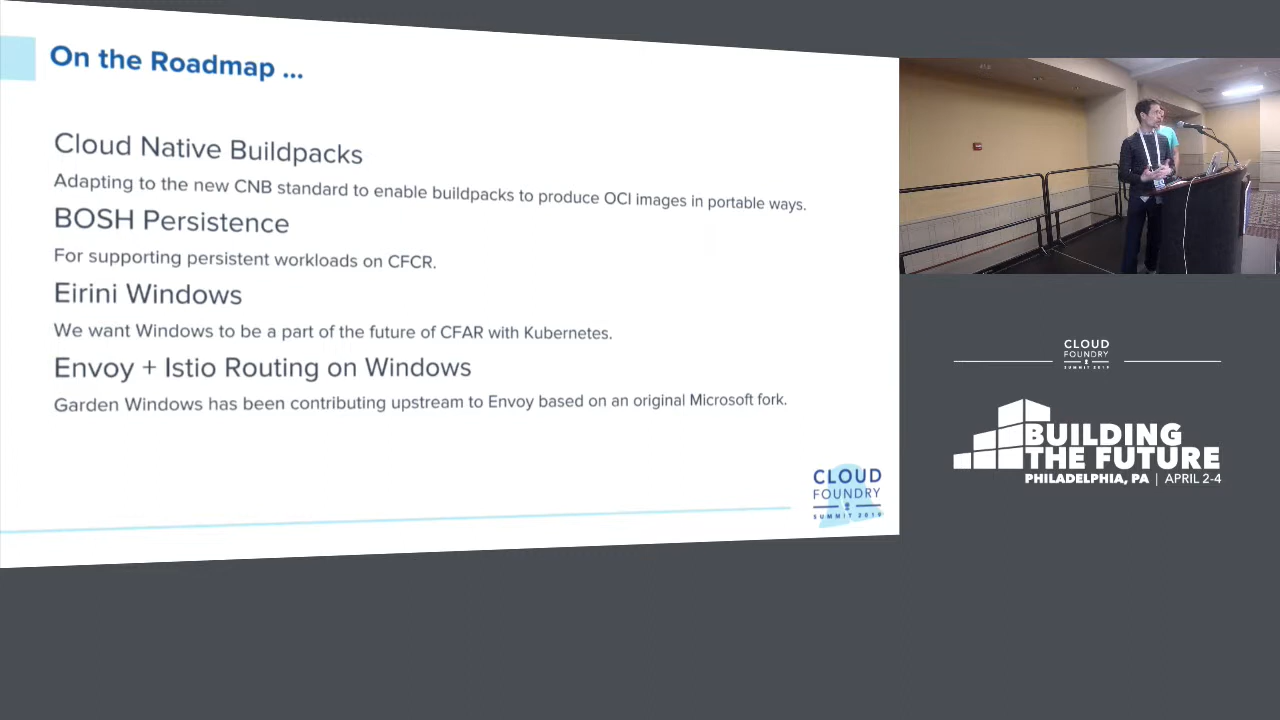 On the Roadmap ...
Cloud Native Buildpacks
Adapting to the new CNB standard to enable buildpacks to produce OCI images in portable ways.
BOSH Persistence
For supporting persistent workloads on CFCR.
Eirini Windows
We want Windows to be a part of the future of CFAR with Kubernetes.
Envoy + Istio Routing on Windows
Garden Windows has been contributing upstream to Envoy based on an original Microsoft fork.
CLOUD
FOUNDRY
SUMMIT 2019
CLOUD
FOUNDRY
SUMMIT 2019
BUILDING
THE FUTURE
PHILADELPHIA, PA | APRIL 2-4